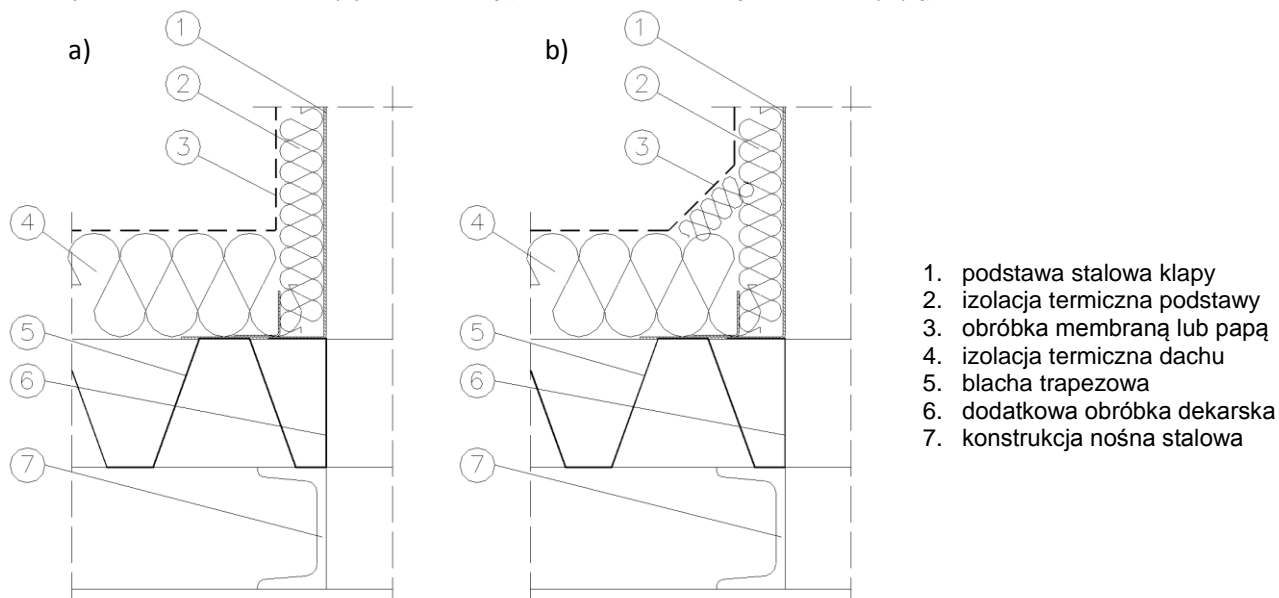 a)
1
2
3
4
5
6
7
b)
1
2
3
4
5
6
7
1. podstawa stalowa klapy
2. izolacja termiczna podstawy
3. obróbka membraną lub papą
4. izolacja termiczna dachu
5. blacha trapezowa
6. dodatkowa obróbka dekarska
7. konstrukcja nośna stalowa